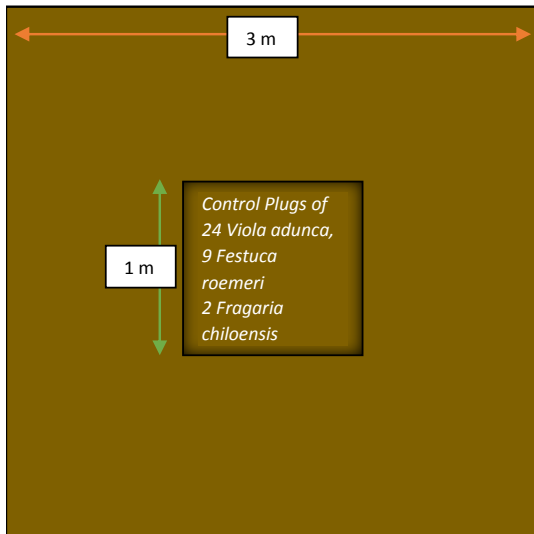 3 m
1 m
Control Plugs of
24 Viola adunca,
9 Festuca
roemeri
2 Fragaria
chiloensis